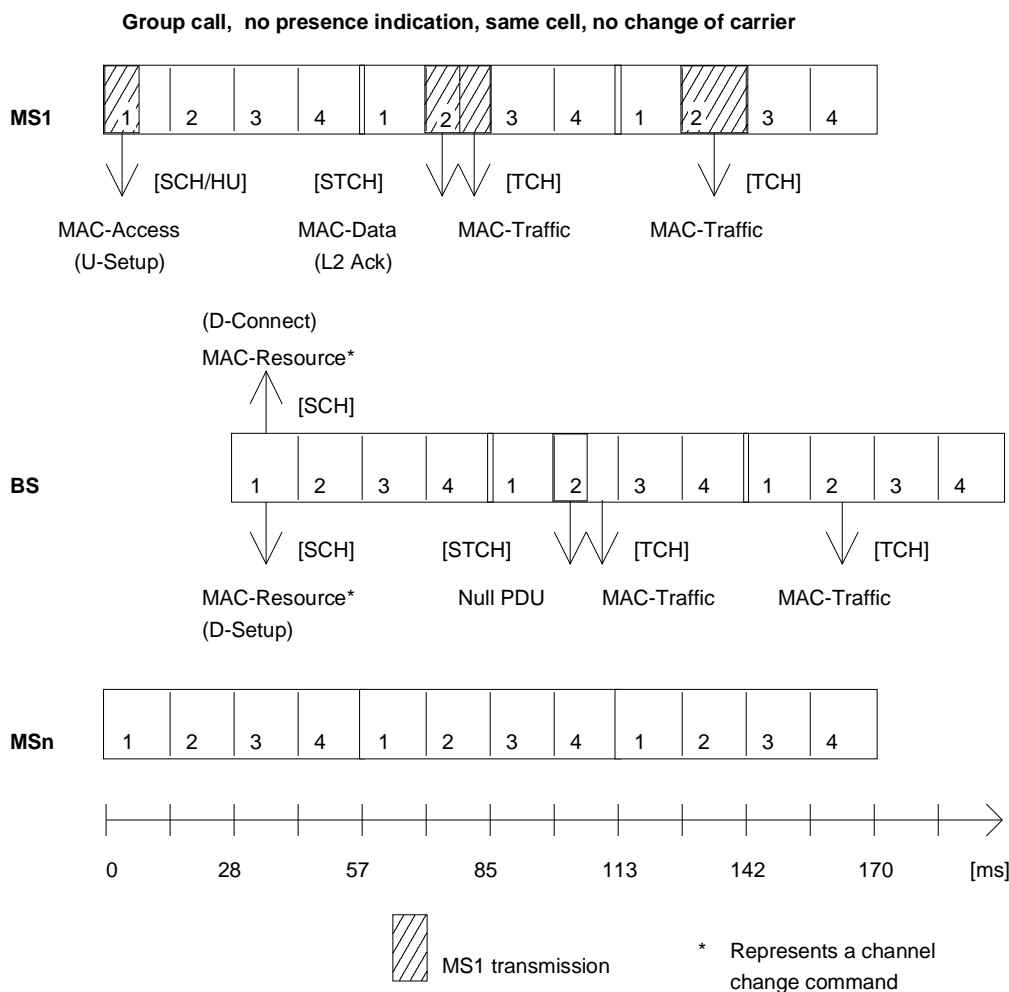 Group call, no presence indication, same cell, no change of carrier
MS1
1 2 3 4 1 2 3 4 1 2 3 4
[SCH/HU] [STCH] [TCH] [TCH]
MAC-Access MAC-Data MAC-Traffic MAC-Traffic
(U-Setup) (L2 Ack)
(D-Connect)
MAC-Resource*
[SCH]
BS
1 2 3 4 1 2 3 4 1 2 3 4
[SCH] [STCH] [TCH] [TCH]
MAC-Resource* Null PDU MAC-Traffic MAC-Traffic
(D-Setup)
MSn
1 2 3 4 1 2 3 4 1 2 3 4
0 28 57 85 113 142 170 [ms]
MS1 transmission
* Represents a channel
change command